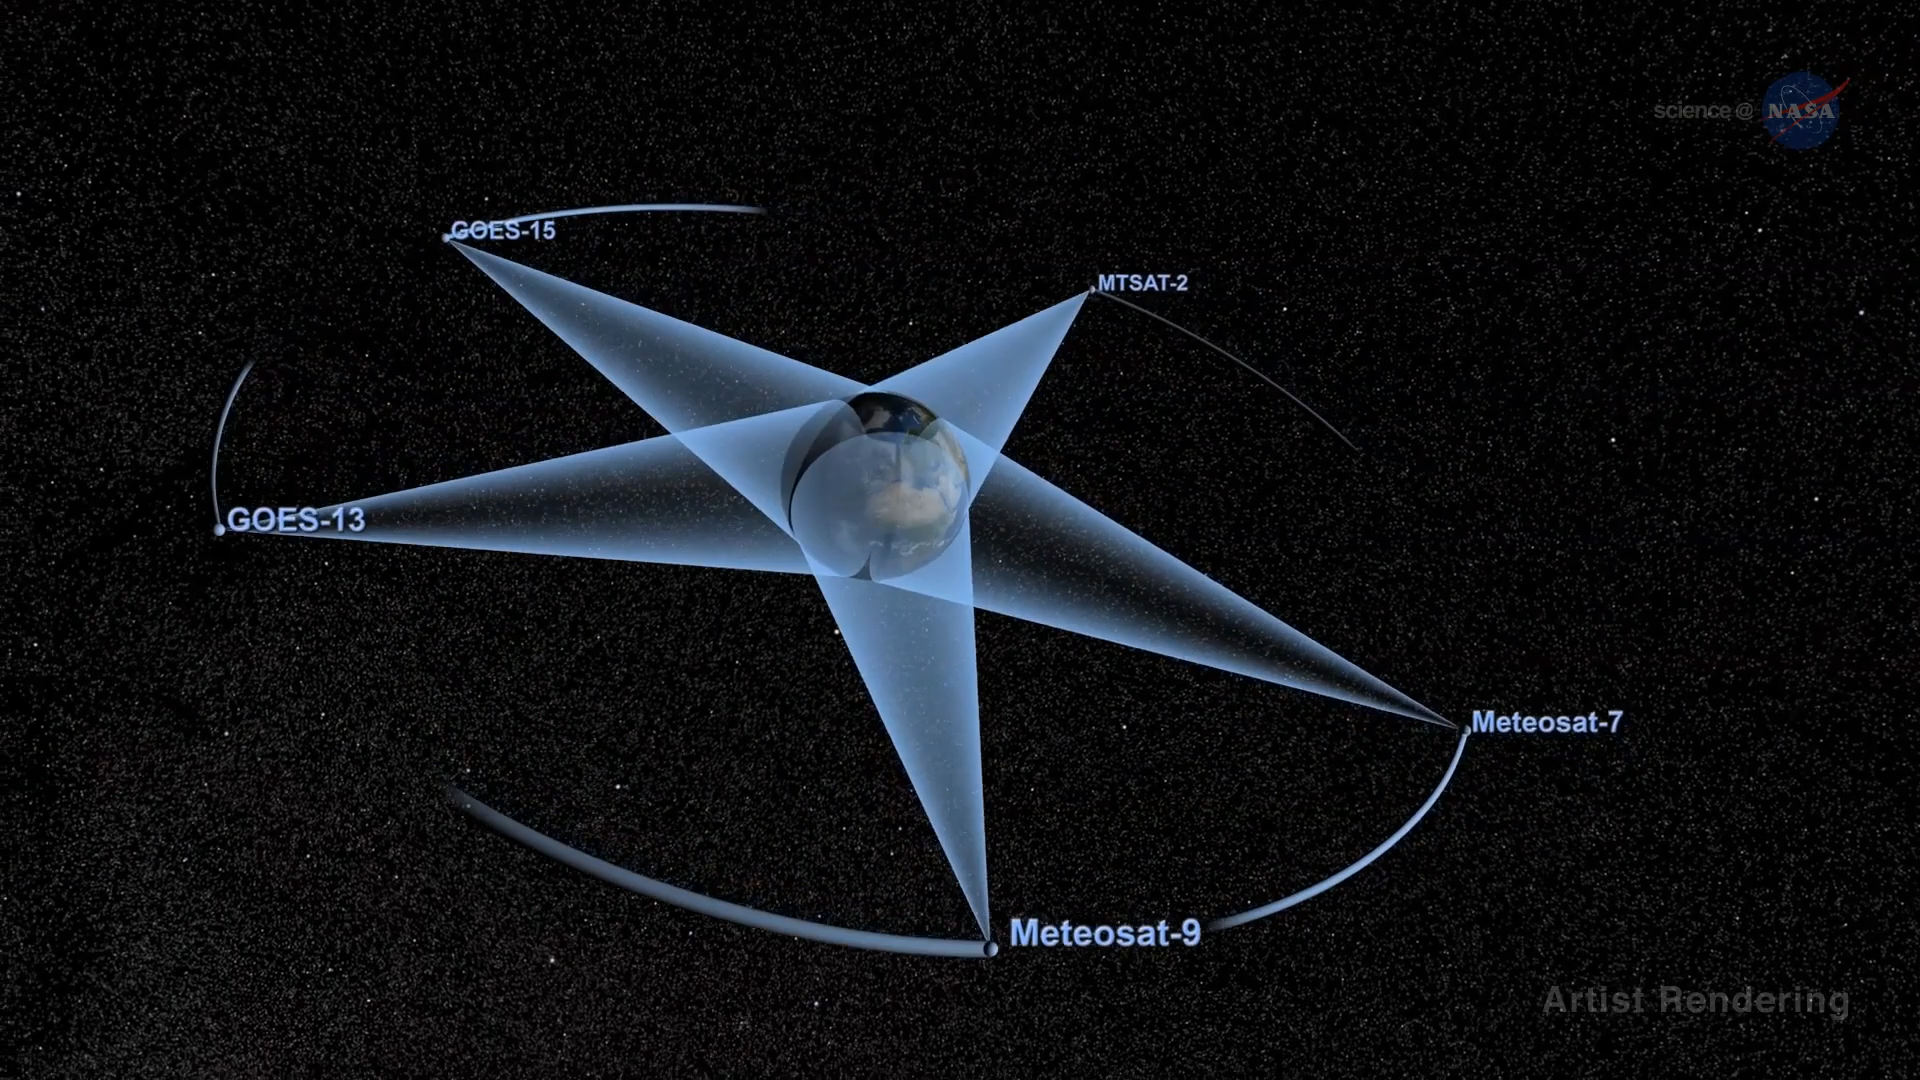 science @ NASA
GOES-15
MTSAT-2
GOES-13
Meteosat-7
Meteosat-9
Artist Rendering